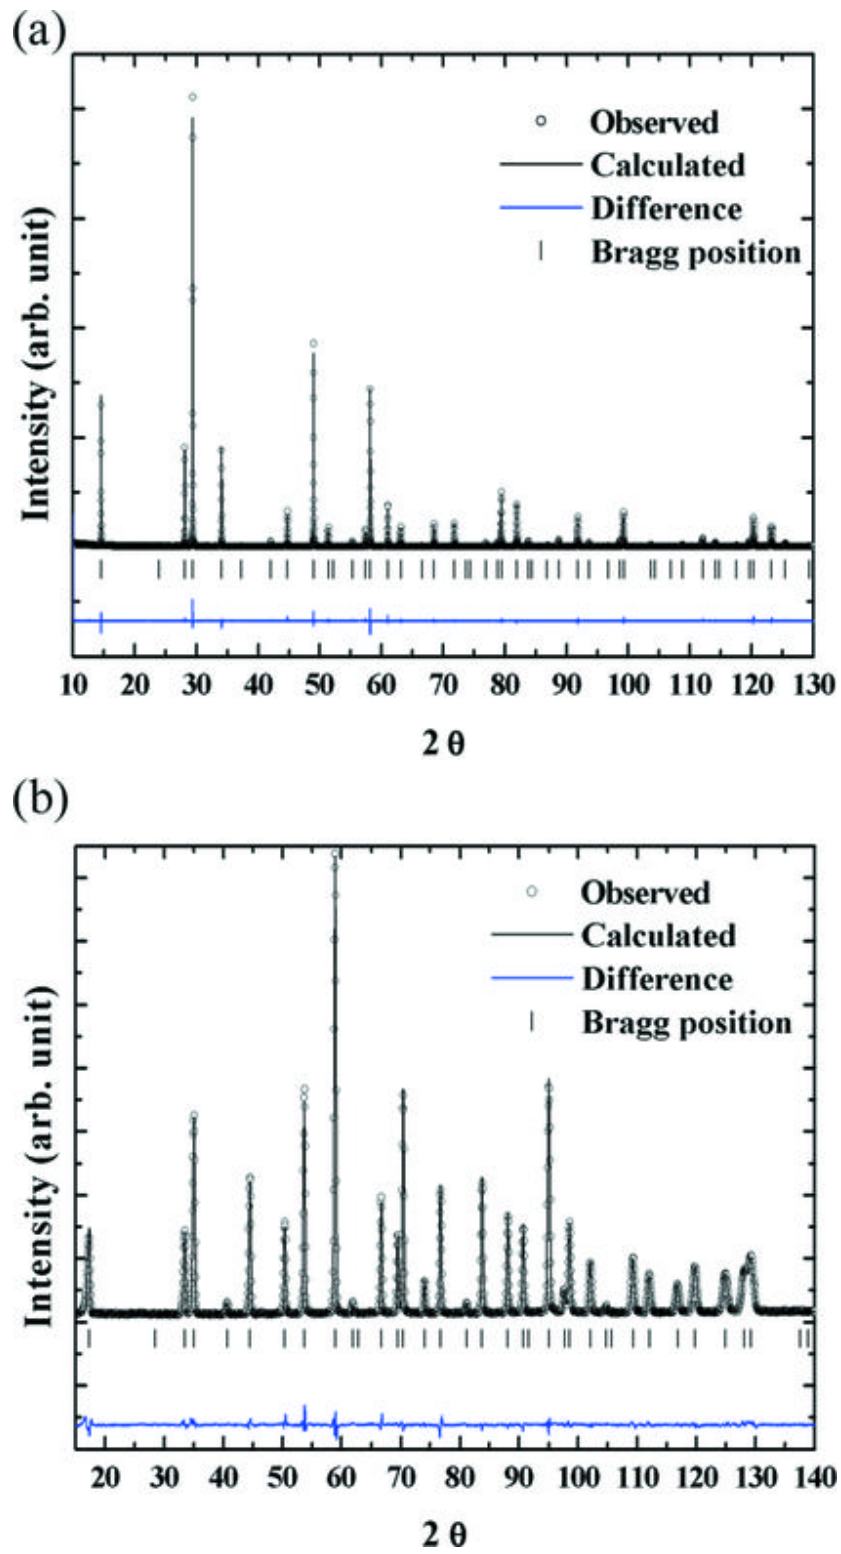 (a)
Observed
Calculated
Difference
Bragg position
Intensity (arb. unit)
10 20 30 40 50 60 70 80 90 100 110 120 130
2 θ
(b)
Observed
Calculated
Difference
Bragg position
Intensity (arb. unit)
20 30 40 50 60 70 80 90 100 110 120 130 140
2 θ